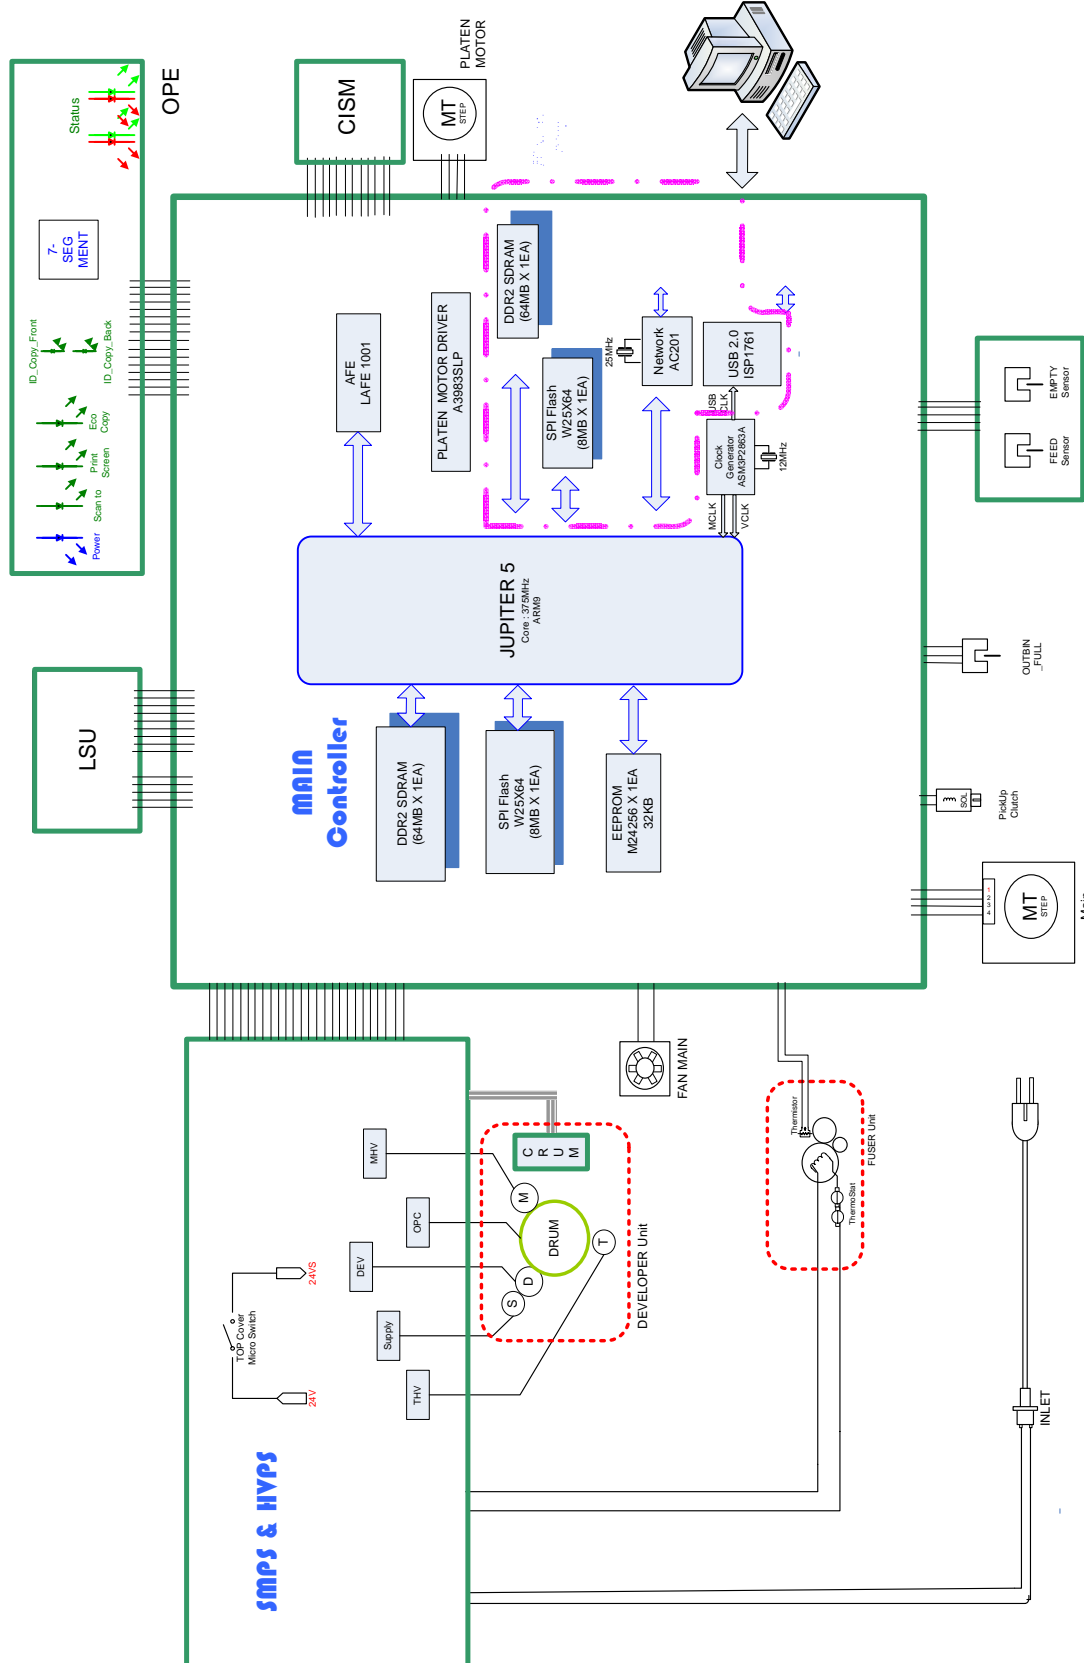 OPE
Status
7-
SEG
MENT
ID_Copy_Front
ID_Copy_Back
Eco
Copy
Print
Screen
Scan to
Power
LSU
CISM
MT
STEP
PLATEN
MOTOR
MAIN
Controller
JUPITER 5
Core : 375MHz
ARM9
AFE
LAFE 1001
PLATEN MOTOR DRIVER
A3983SLP
DDR2 SDRAM
(64MB X 1EA)
SPI Flash
W25X64
(8MB X 1EA)
25MHz
Network
AC201
USB 2.0
ISP1761
USB
CLK
Clock
Generator
ASM3P2863A
12MHz
MCLK
VCLK
DDR2 SDRAM
(64MB X 1EA)
SPI Flash
W25X64
(8MB X 1EA)
EEPROM
M24256 X 1EA
32KB
EMPTY
Sensor
FEED
Sensor
OUTBIN
_FULL
SOL
PickUp
Clutch
1
2
3
4
MT
STEP
Main
SMPS & HVPS
24V
24VS
TOP Cover
Micro Switch
MHV
OPC
DEV
Supply
THV
C
R
U
M
M
DRUM
D
S
T
DEVELOPER Unit
FAN MAIN
Thermistor
ThermoStat
FUSER Unit
INLET